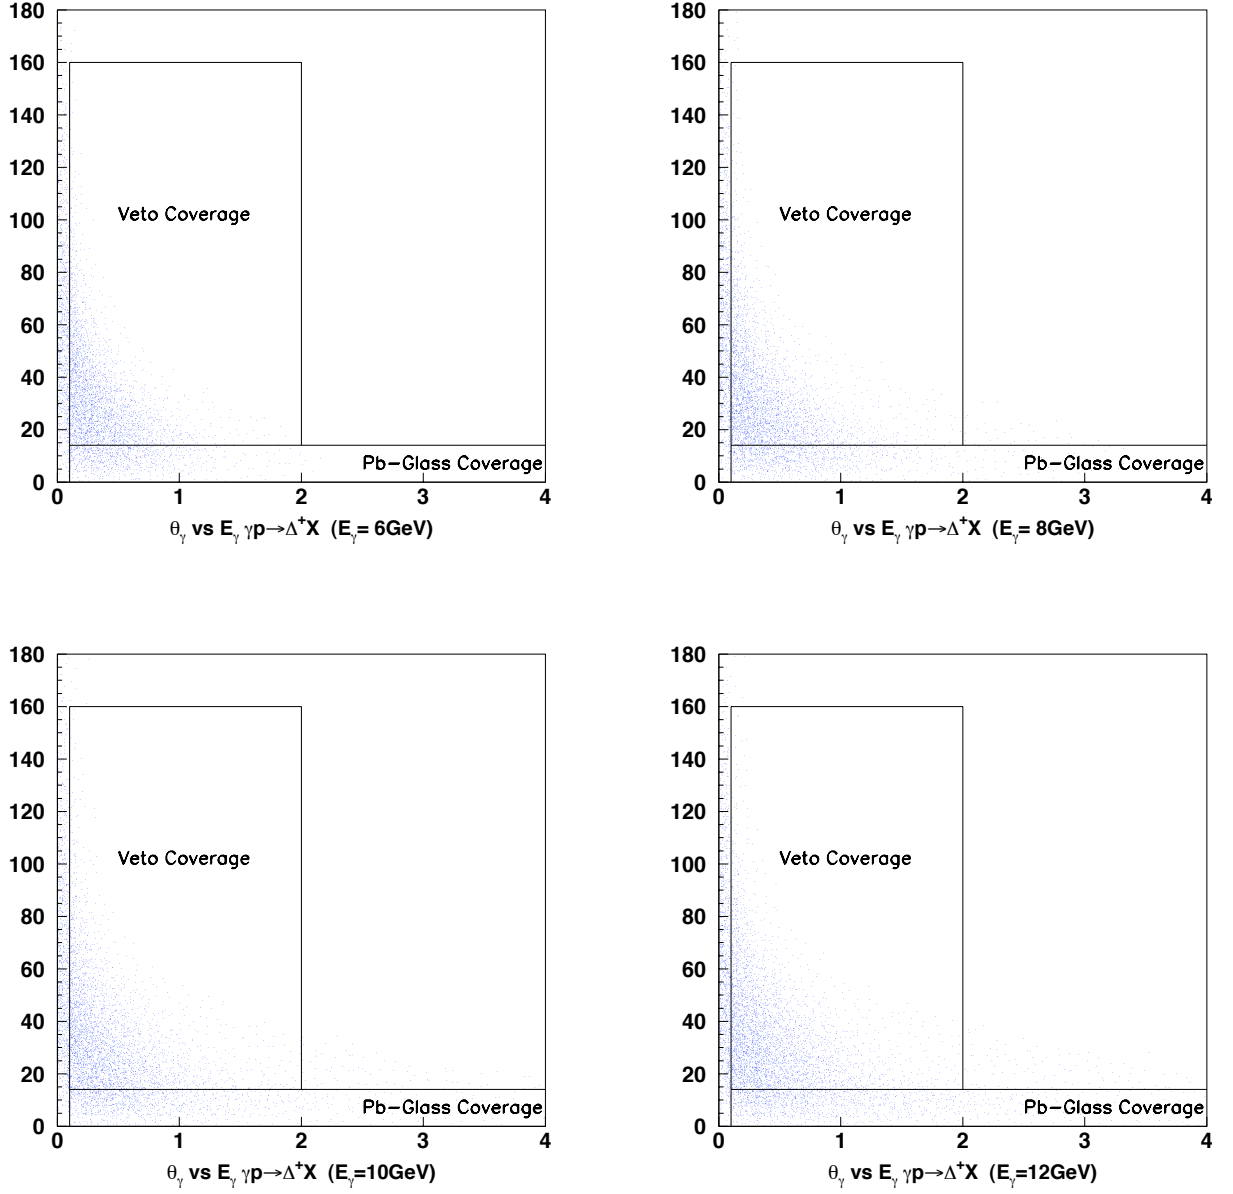 180
160
140
120
100
80
60
40
20
0
Veto Coverage
Pb-Glass Coverage
0 1 2 3 4
θγ vs Eγ γp→Δ⁺X (Eγ= 6GeV)
180
160
140
120
100
80
60
40
20
0
Veto Coverage
Pb-Glass Coverage
0 1 2 3 4
θγ vs Eγ γp→Δ⁺X (Eγ= 8GeV)
180
160
140
120
100
80
60
40
20
0
Veto Coverage
Pb-Glass Coverage
0 1 2 3 4
θγ vs Eγ γp→Δ⁺X (Eγ=10GeV)
180
160
140
120
100
80
60
40
20
0
Veto Coverage
Pb-Glass Coverage
0 1 2 3 4
θγ vs Eγ γp→Δ⁺X (Eγ=12GeV)